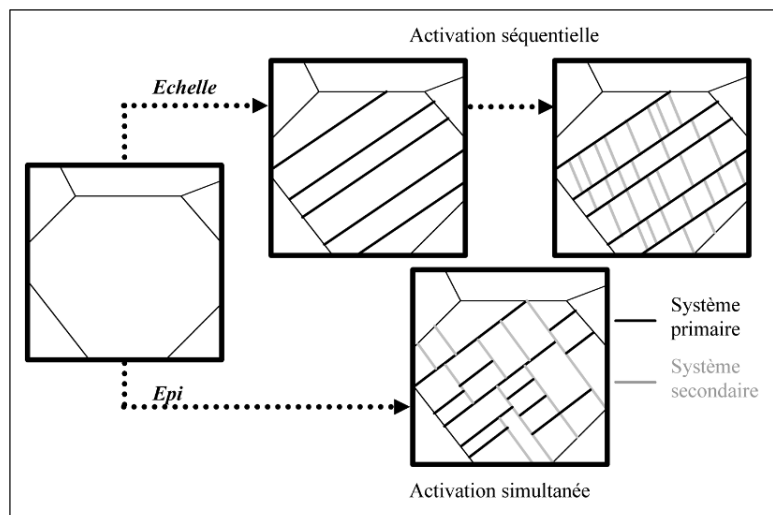 Activation séquentielle
Echelle
Système
primaire
Système
secondaire
Epi
Activation simultanée